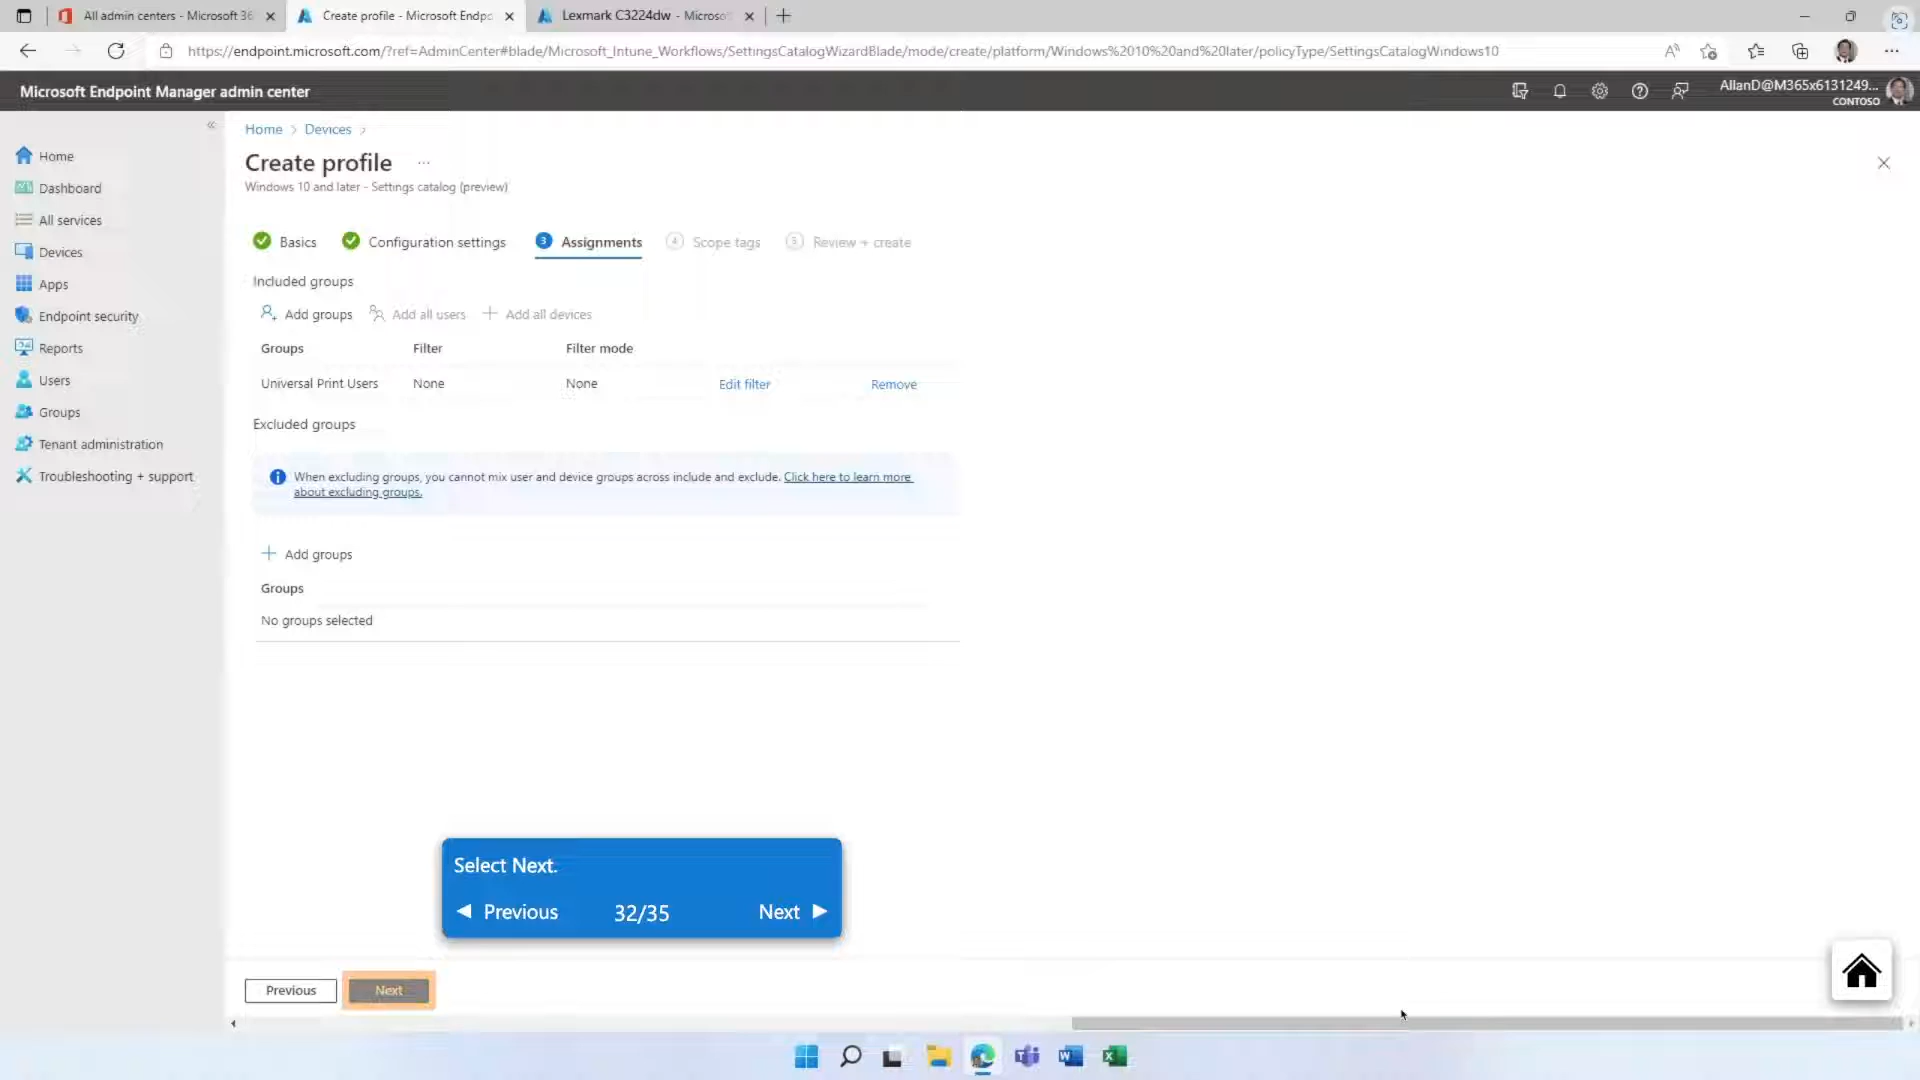 All admin centers - Microsoft 36
Create profile - Microsoft Endpo
Lexmark C3224dw - Microso
https://endpoint.microsoft.com/?ref=AdminCenter#blade/Microsoft_Intune_Workflows/SettingsCatalogWizardBlade/mode/create/platform/Windows%2010%20and%20later/policyType/SettingsCatalogWindows10
Microsoft Endpoint Manager admin center
AllanD@M365x6131249...
CONTOSO
Home
Dashboard
All services
Devices
Apps
Endpoint security
Reports
Users
Groups
Tenant administration
Troubleshooting + support
Home > Devices >
Create profile ...
Windows 10 and later - Settings catalog (preview)
Basics
Configuration settings
3 Assignments
4 Scope tags
5 Review + create
Included groups
Add groups
Add all users
+ Add all devices
Groups Filter Filter mode
Universal Print Users None None Edit filter Remove
Excluded groups
When excluding groups, you cannot mix user and device groups across include and exclude. Click here to learn more
about excluding groups.
+ Add groups
Groups
No groups selected
Select Next.
Previous 32/35 Next
Previous Next